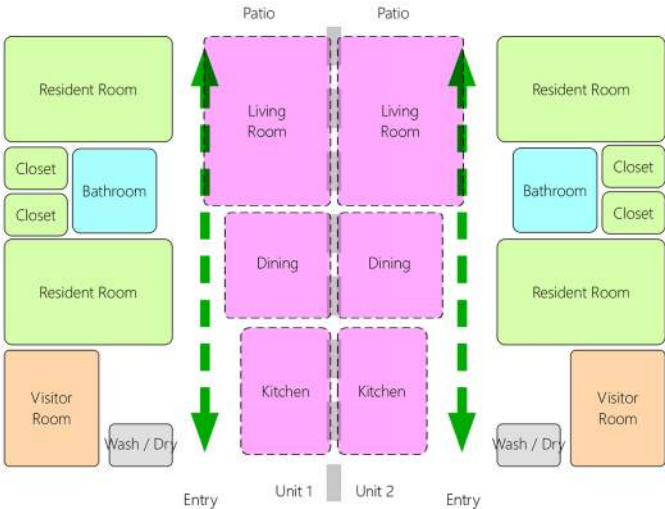 Patio
Patio
Resident Room
Living
Room
Living
Room
Resident Room
Closet
Closet
Bathroom
Bathroom
Closet
Closet
Resident Room
Dining
Dining
Resident Room
Visitor
Room
Wash / Dry
Kitchen
Kitchen
Wash / Dry
Visitor
Room
Entry
Unit 1
Unit 2
Entry